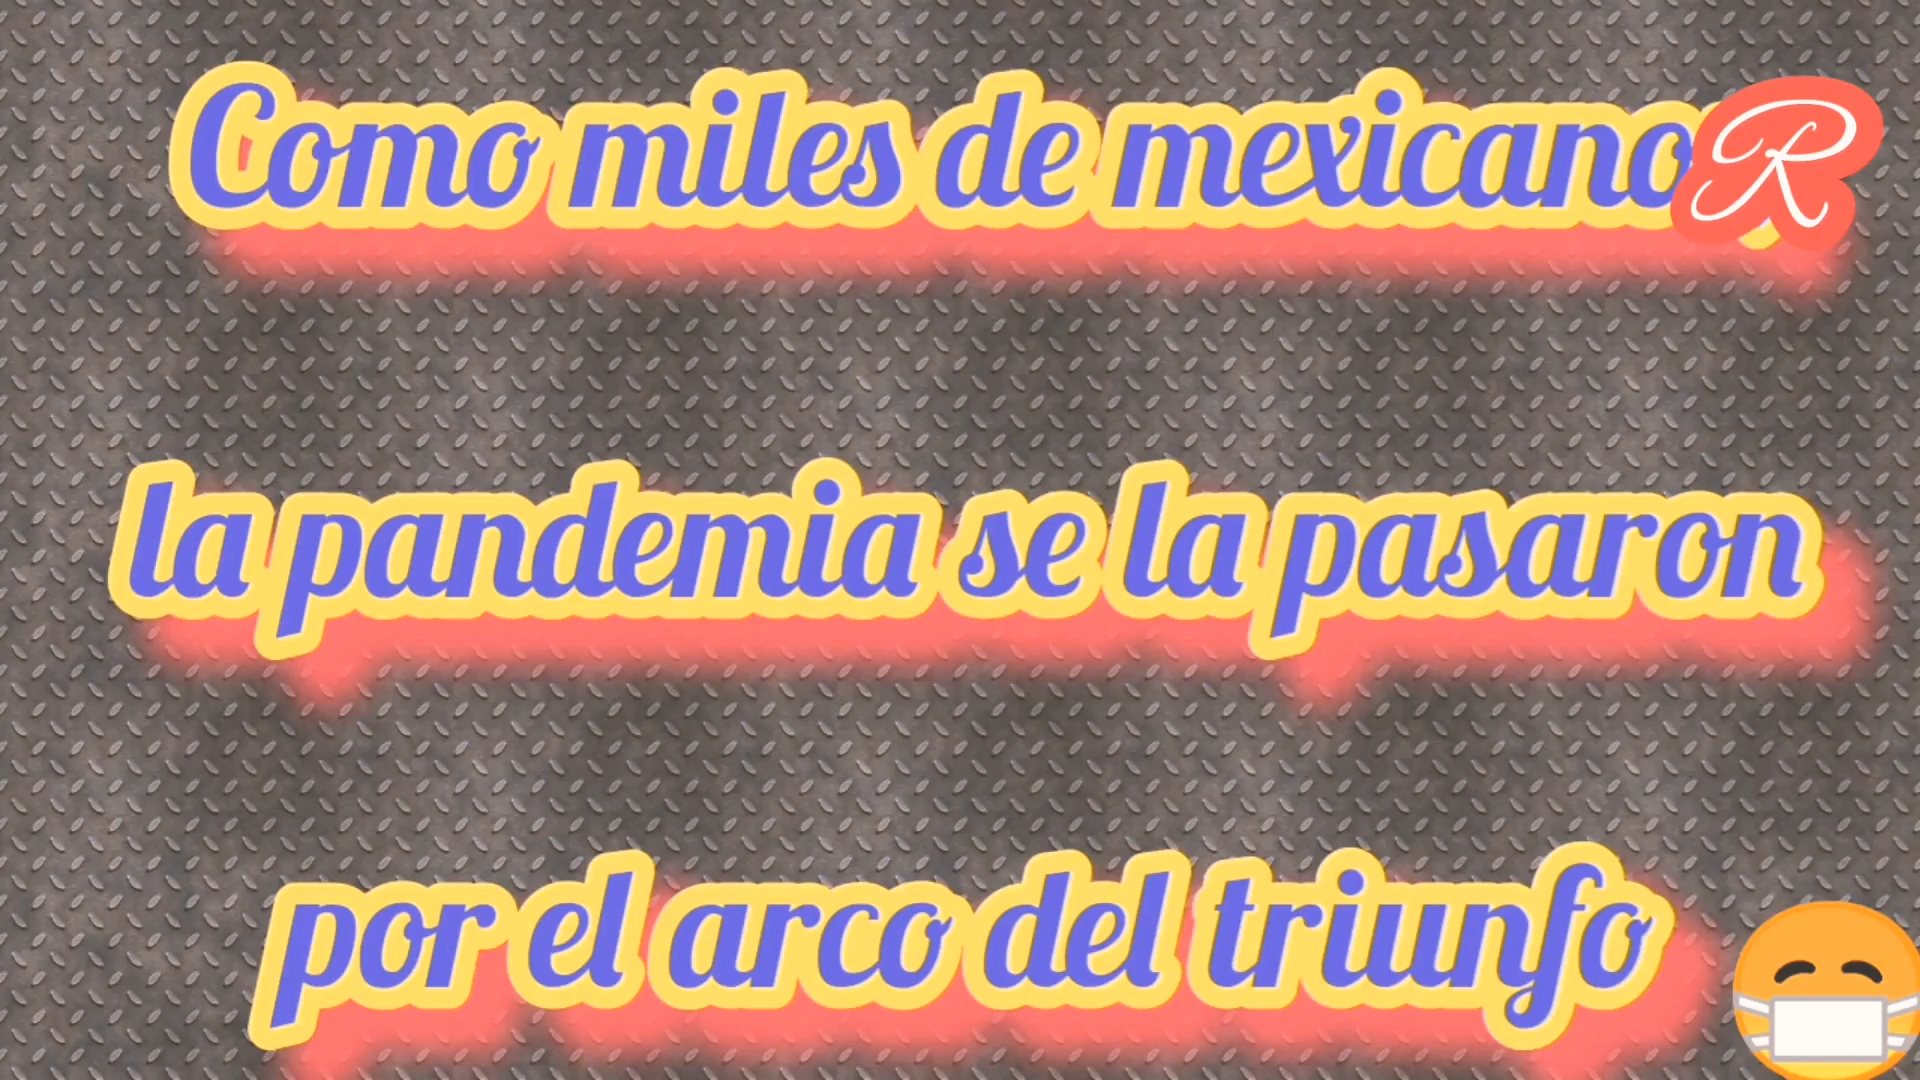 Como miles de mexicano
R
la pandemia se la pasaron
por el arco del triunfo